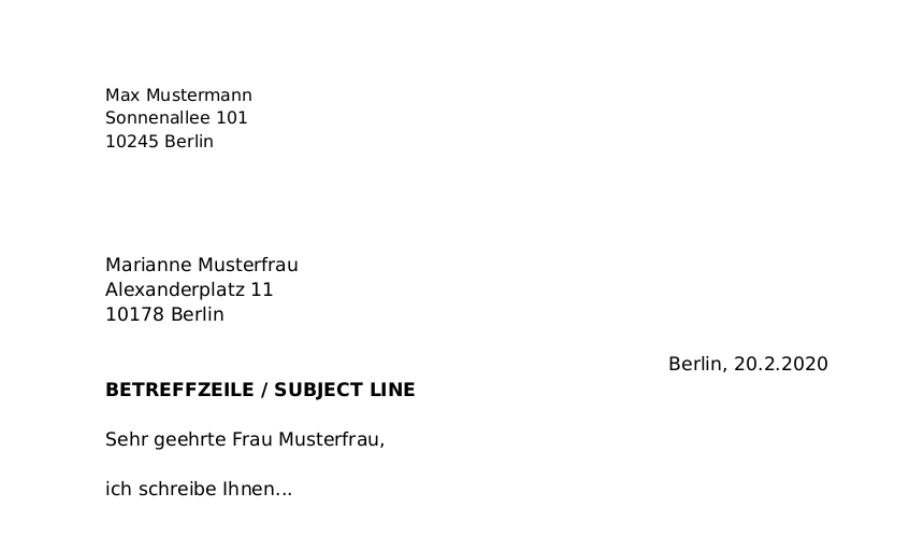 Max Mustermann
Sonnenallee 101
10245 Berlin
Marianne Musterfrau
Alexanderplatz 11
10178 Berlin
Berlin, 20.2.2020
BETREFFZEILE / SUBJECT LINE
Sehr geehrte Frau Musterfrau,
ich schreibe Ihnen...